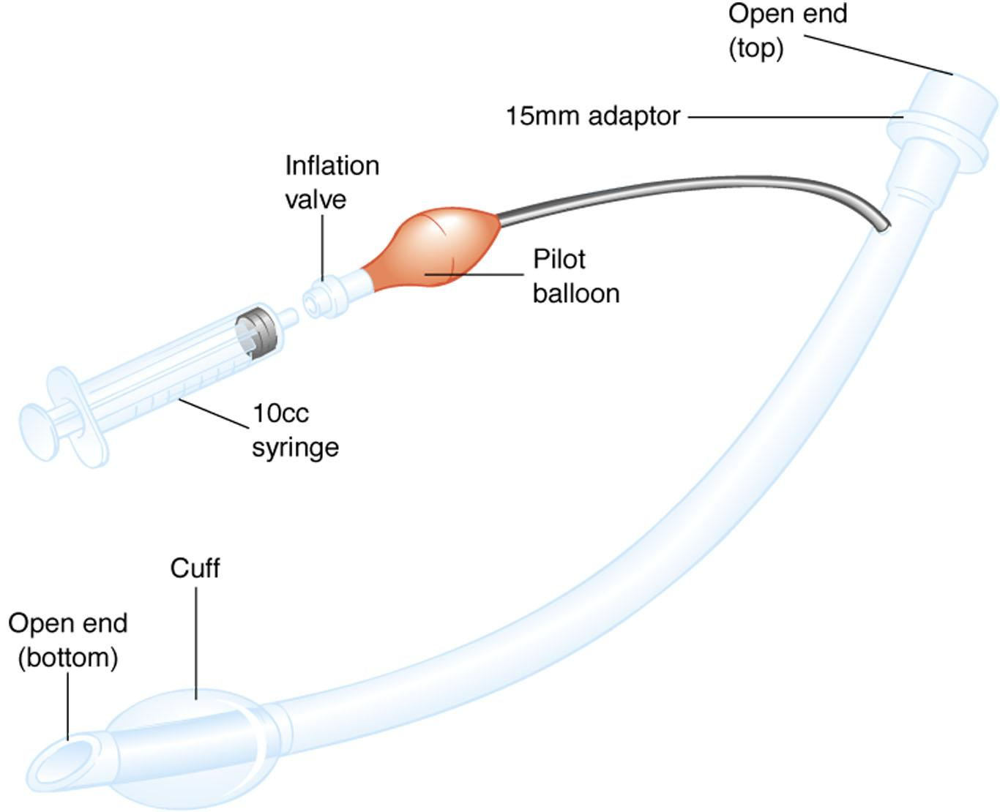 Open end
(top)
15mm adaptor
Inflation
valve
Pilot
balloon
10cc
syringe
Cuff
Open end
(bottom)